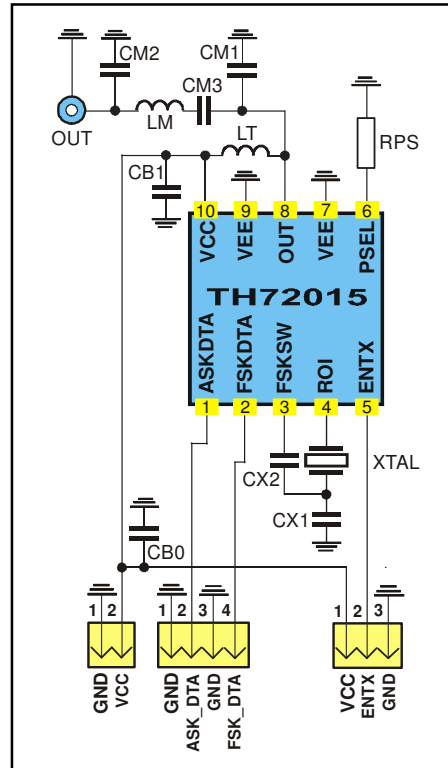 CM2
CM1
CM3
OUT
LM
LT
RPS
CB1
10 9 8 7 6
VCC VEE OUT VEE PSEL
TH72015
ASKDTA FSKDTA FSKSW ROI ENTX
1 2 3 4 5
CX2
XTAL
CX1
CB0
1 2
1 2 3 4
1 2 3
GND VCC
GND ASK_DTA GND FSK_DTA
VCC ENTX GND